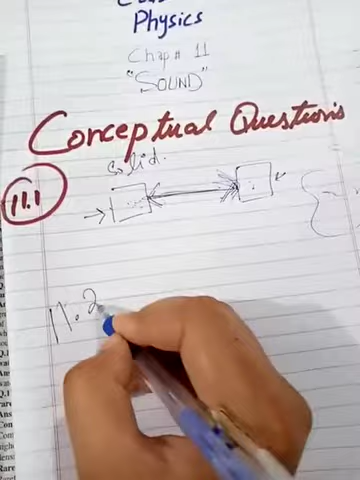 Physics
Chap# 11
"SOUND"
Conceptual Questions
solid.
11.1
11.2